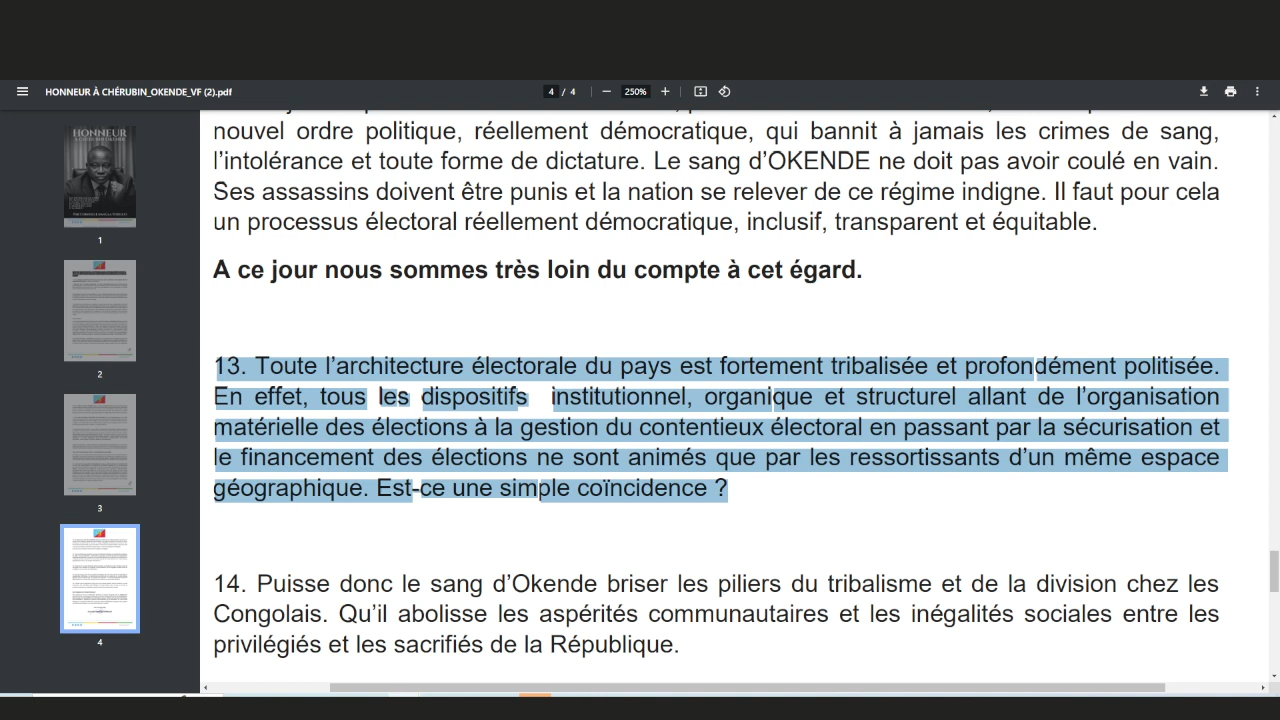 HONNEUR À CHÉRUBIN_OKENDE_VF (2).pdf
4 / 4
250%
HONNEUR
1
2
3
4
nouvel ordre politique, réellement démocratique, qui bannit à jamais les crimes de sang,
l’intolérance et toute forme de dictature. Le sang d’OKENDE ne doit pas avoir coulé en vain.
Ses assassins doivent être punis et la nation se relever de ce régime indigne. Il faut pour cela
un processus électoral réellement démocratique, inclusif, transparent et équitable.
A ce jour nous sommes très loin du compte à cet égard.
13. Toute l’architecture électorale du pays est fortement tribalisée et profondément politisée.
En effet, tous les dispositifs institutionnel, organique et structurel allant de l’organisation
matérielle des élections à la gestion du contentieux électoral en passant par la sécurisation et
le financement des élections ne sont animés que par les ressortissants d’un même espace
géographique. Est-ce une simple coïncidence ?
14. Puisse donc le sang d’Okende briser les piliers du tribalisme et de la division chez les
Congolais. Qu’il abolisse les aspérités communautaires et les inégalités sociales entre les
privilégiés et les sacrifiés de la République.